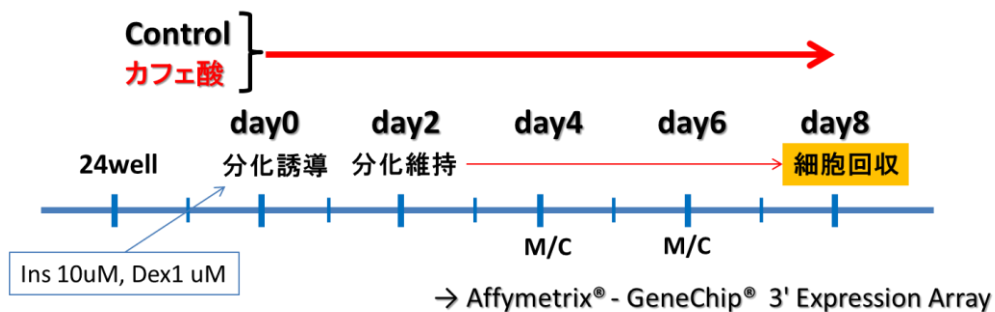 Control
カフェ酸
day0 day2 day4 day6 day8
24well 分化誘導 分化維持 細胞回収
M/C M/C
Ins 10uM, Dex1 uM
→ Affymetrix® - GeneChip® 3' Expression Array